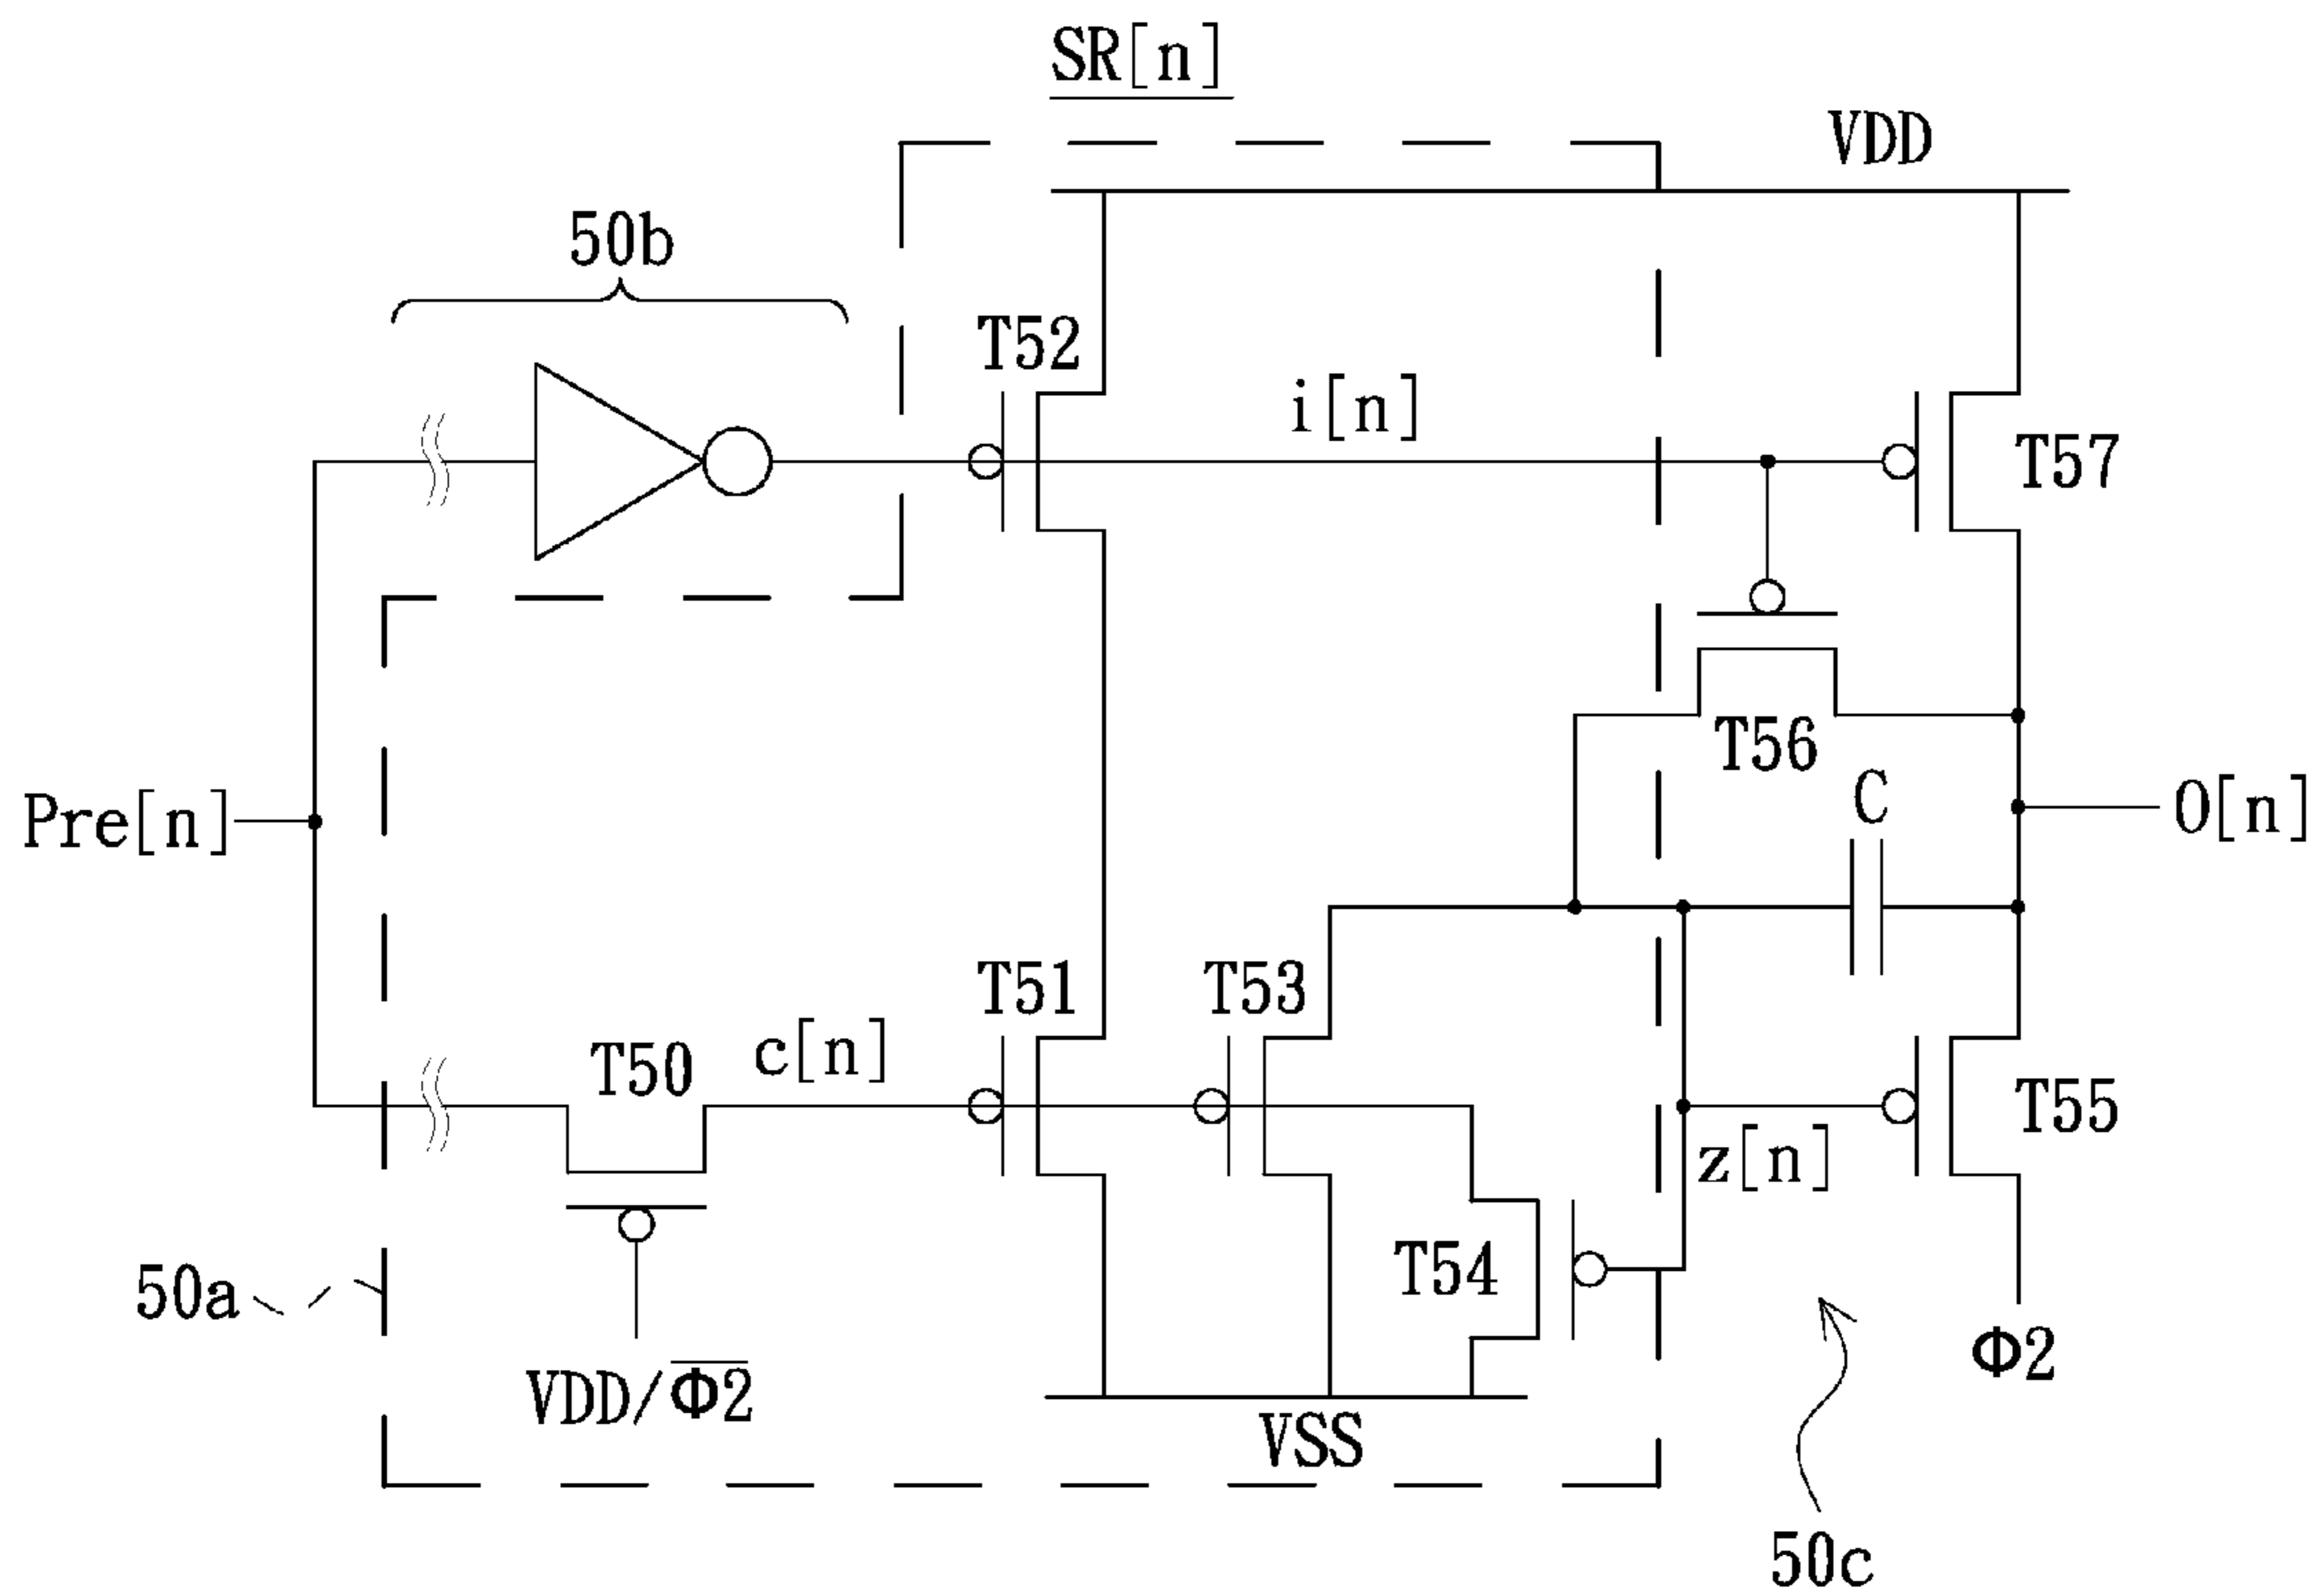 SR[n]
VDD
50b
T52
i[n]
T57
T56
C
Pre[n]
O[n]
T51
T53
T50
c[n]
T55
z[n]
T54
50a
VDD/Φ2̅
Φ2
VSS
50c